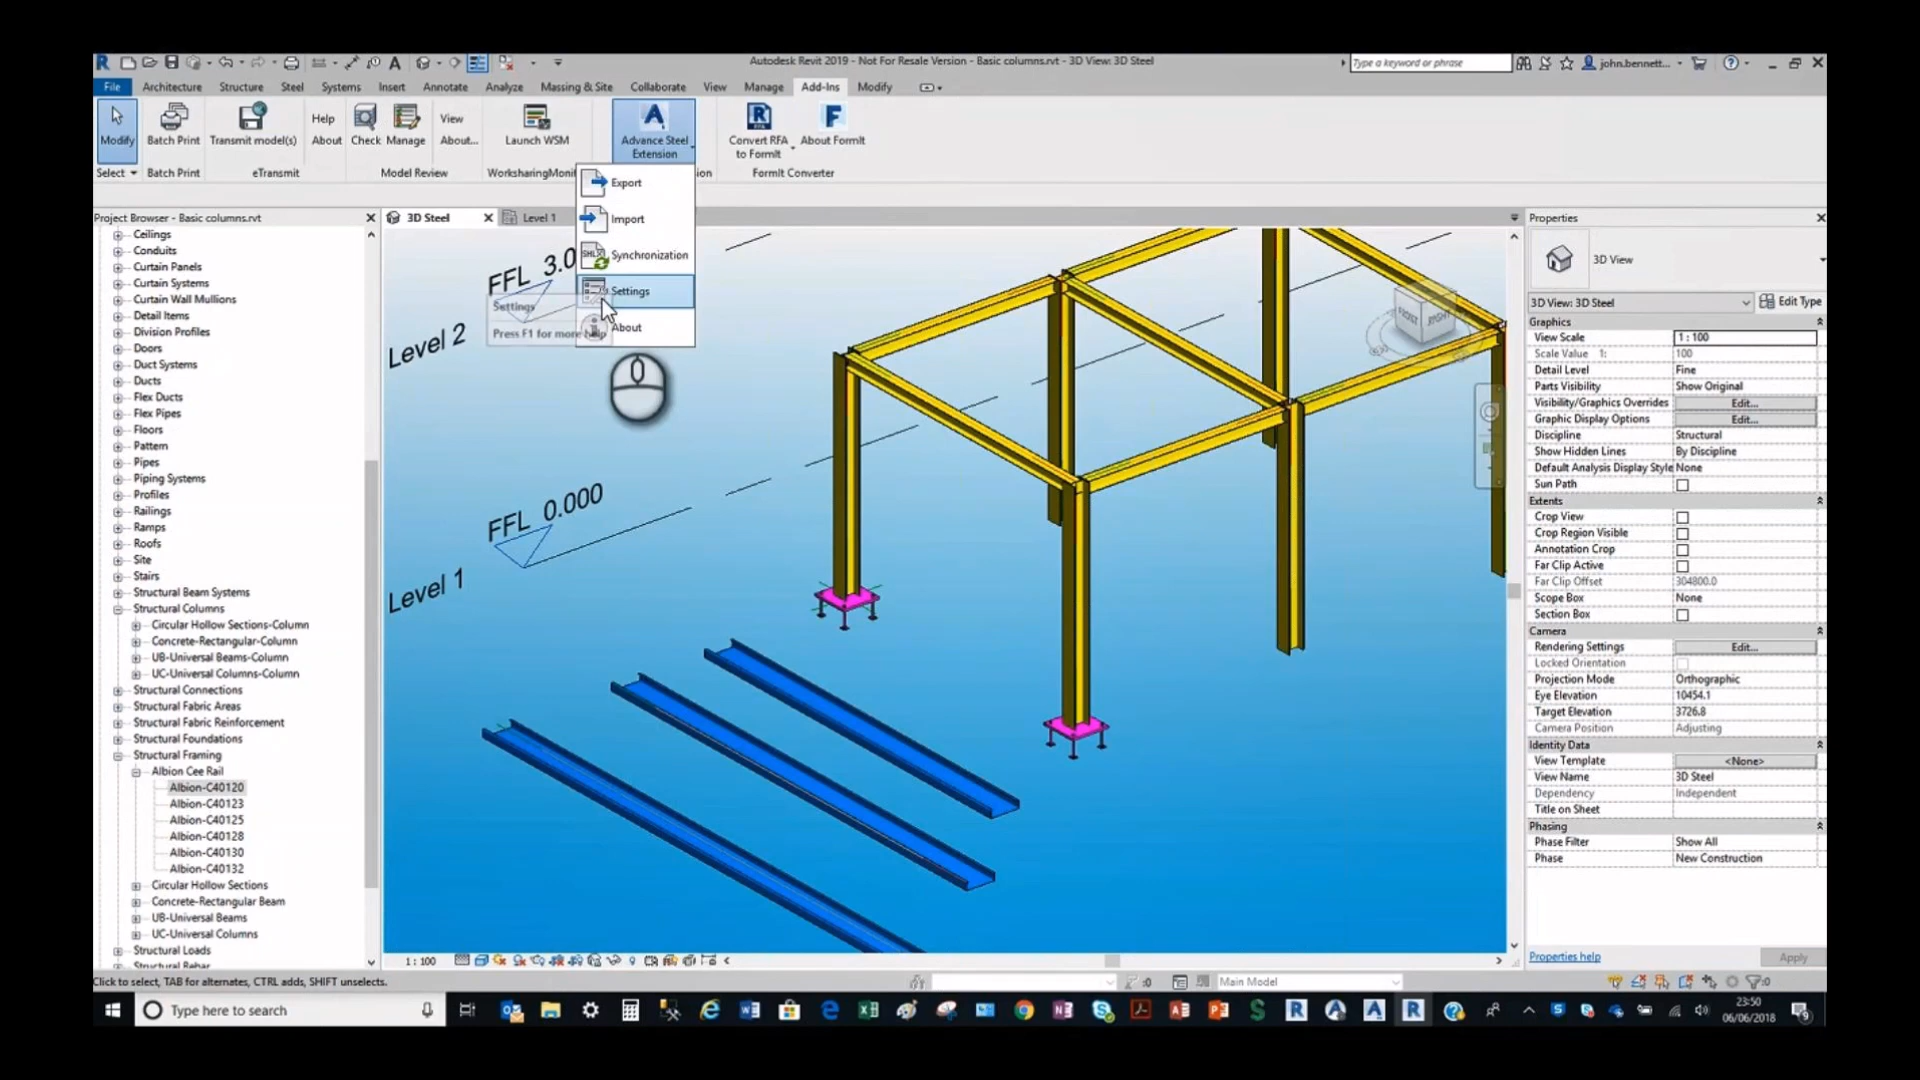 Autodesk Revit 2019 - Not For Resale Version - Basic columns.rvt - 3D View: 3D Steel
Type a keyword or phrase
john.bennett...
File Architecture Structure Steel Systems Insert Annotate Analyze Massing & Site Collaborate View Manage Add-Ins Modify
Modify
Batch Print
Transmit model(s)
Help
About
Check
Manage
View
About...
Launch WSM
Advance Steel
Extension
Convert RFA
to FormIt
About FormIt
Select
Batch Print
eTransmit
Model Review
WorksharingMonit
FormIt Converter
Export
Import
Synchronization
Settings
About
Settings
Press F1 for more help
Project Browser - Basic columns.rvt
3D Steel
Level 1
Ceilings
Conduits
Curtain Panels
Curtain Systems
Curtain Wall Mullions
Detail Items
Division Profiles
Doors
Duct Systems
Ducts
Flex Ducts
Flex Pipes
Floors
Pattern
Pipes
Piping Systems
Profiles
Railings
Ramps
Roofs
Site
Stairs
Structural Beam Systems
Structural Columns
Circular Hollow Sections-Column
Concrete-Rectangular-Column
UB-Universal Beams-Column
UC-Universal Columns-Column
Structural Connections
Structural Fabric Areas
Structural Fabric Reinforcement
Structural Foundations
Structural Framing
Albion Cee Rail
Albion-C40120
Albion-C40123
Albion-C40125
Albion-C40128
Albion-C40130
Albion-C40132
Circular Hollow Sections
Concrete-Rectangular Beam
UB-Universal Beams
UC-Universal Columns
Structural Loads
Structural Rebar
FFL 3.0
Level 2
FFL 0.000
Level 1
RIGHT
Properties
3D View
3D View: 3D Steel
Edit Type
Graphics
View Scale 1 : 100
Scale Value 1: 100
Detail Level Fine
Parts Visibility Show Original
Visibility/Graphics Overrides Edit...
Graphic Display Options Edit...
Discipline Structural
Show Hidden Lines By Discipline
Default Analysis Display Style None
Sun Path
Extents
Crop View
Crop Region Visible
Annotation Crop
Far Clip Active
Far Clip Offset 304800.0
Scope Box None
Section Box
Camera
Rendering Settings Edit...
Locked Orientation
Projection Mode Orthographic
Eye Elevation 10454.1
Target Elevation 3726.8
Camera Position Adjusting
Identity Data
View Template <None>
View Name 3D Steel
Dependency Independent
Title on Sheet
Phasing
Phase Filter Show All
Phase New Construction
Properties help
Apply
1 : 100
Click to select, TAB for alternates, CTRL adds, SHIFT unselects.
:0
Main Model
:0
Type here to search
23:50
06/06/2018